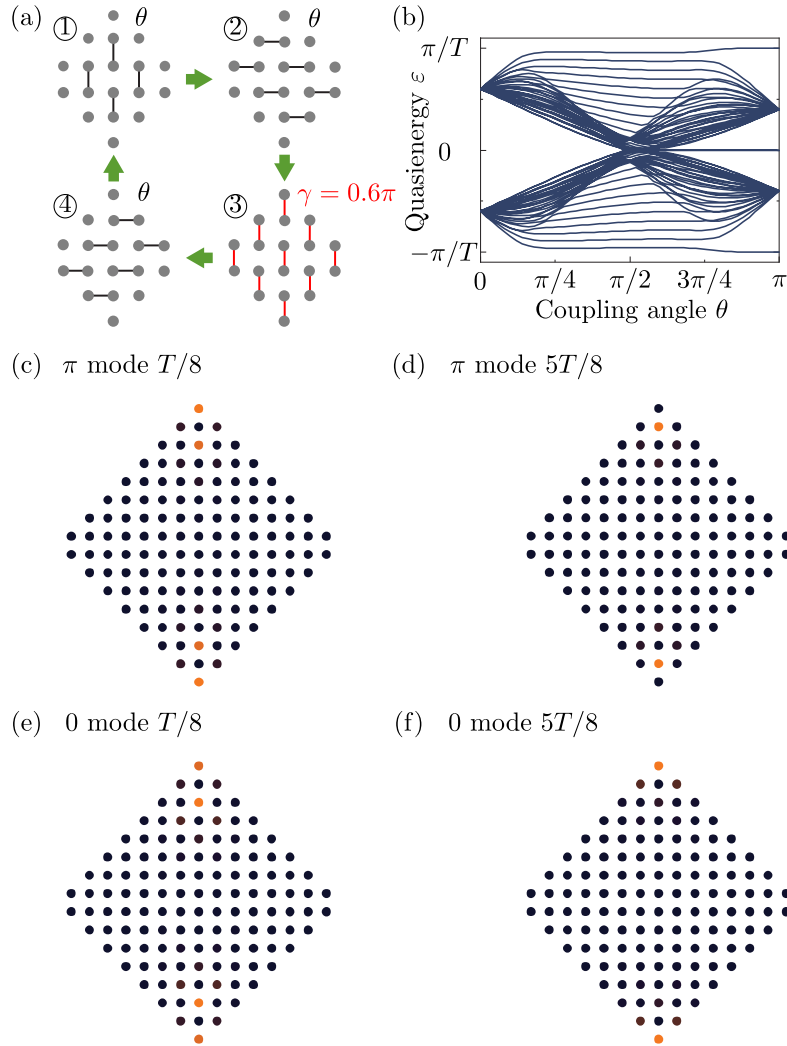 (a)
① θ
②
④ θ
③ γ = 0.6π
(b)
π/T
0
−π/T
Quasienergy ε
0 π/4 π/2 3π/4 π
Coupling angle θ
(c) π mode T/8
(d) π mode 5T/8
(e) 0 mode T/8
(f) 0 mode 5T/8